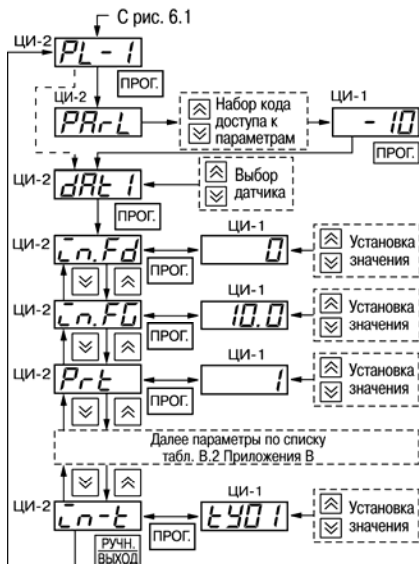 С рис. 6.1
ЦИ-2 PL-1
ПРОГ.
ЦИ-2 PArL
Набор кода
доступа к
параметрам
ЦИ-1
-10
ПРОГ.
ЦИ-2 dAt1
Выбор
датчика
ПРОГ.
ЦИ-2 in.Fd
ПРОГ.
ЦИ-1
0
Установка
значения
ЦИ-2 in.FG
ПРОГ.
ЦИ-1
10.0
Установка
значения
ЦИ-2 Prt
ПРОГ.
ЦИ-1
1
Установка
значения
Далее параметры по списку
табл. В.2 Приложения В
ЦИ-2 in-t
ПРОГ.
ЦИ-1
tY01
Установка
значения
РУЧН.
ВЫХОД